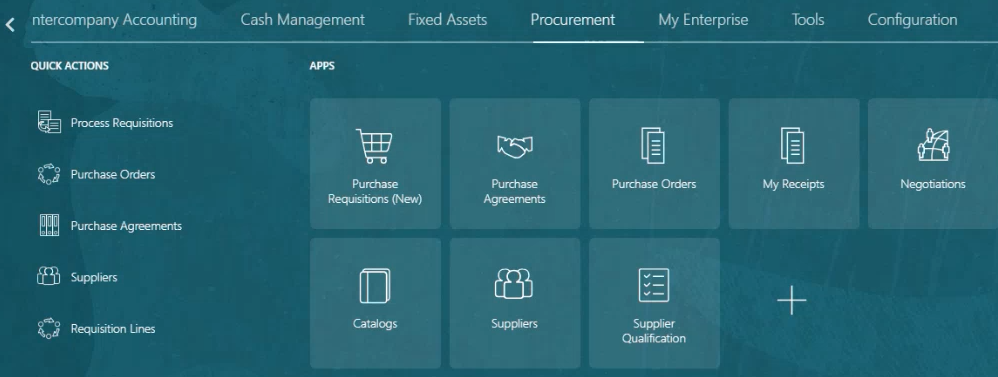 ntercompany Accounting
Cash Management
Fixed Assets
Procurement
My Enterprise
Tools
Configuration
QUICK ACTIONS
Process Requisitions
Purchase Orders
Purchase Agreements
Suppliers
Requisition Lines
APPS
Purchase
Requisitions (New)
Purchase
Agreements
Purchase Orders
My Receipts
Negotiations
Catalogs
Suppliers
Supplier
Qualification